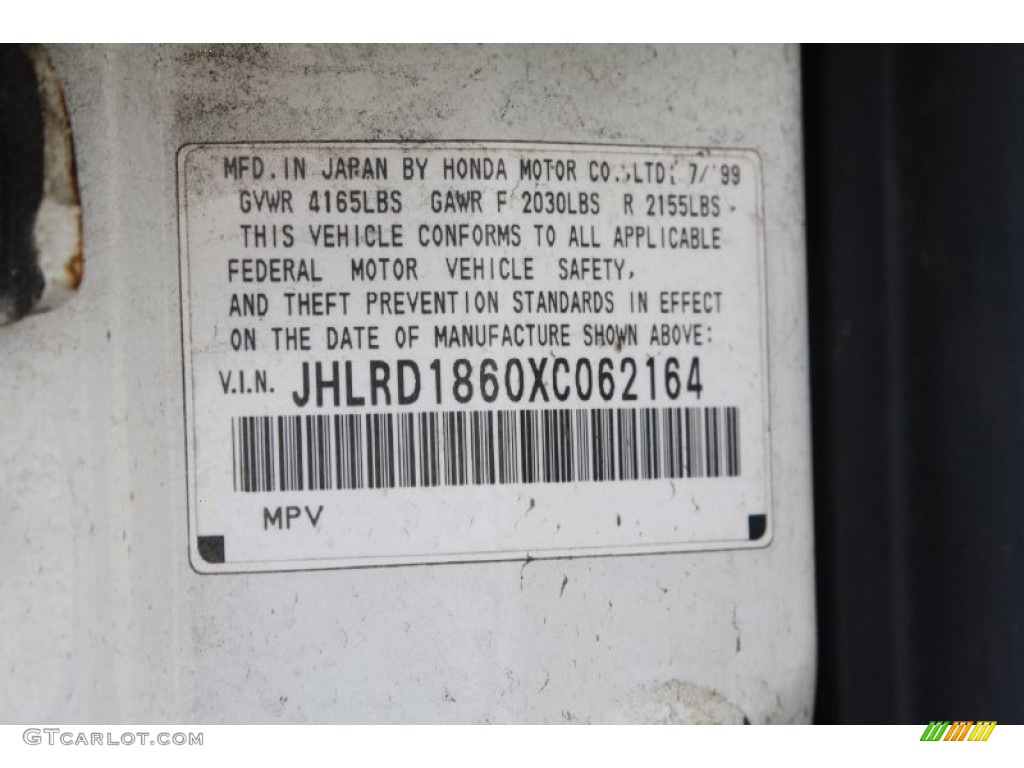 MFD. IN JAPAN BY HONDA MOTOR CO., LTD; 7/'99
GVWR 4165LBS GAWR F 2030LBS R 2155LBS
THIS VEHICLE CONFORMS TO ALL APPLICABLE
FEDERAL MOTOR VEHICLE SAFETY,
AND THEFT PREVENTION STANDARDS IN EFFECT
ON THE DATE OF MANUFACTURE SHOWN ABOVE:
V.I.N. JHLRD1860XC062164
MPV
GTCARLOT.COM